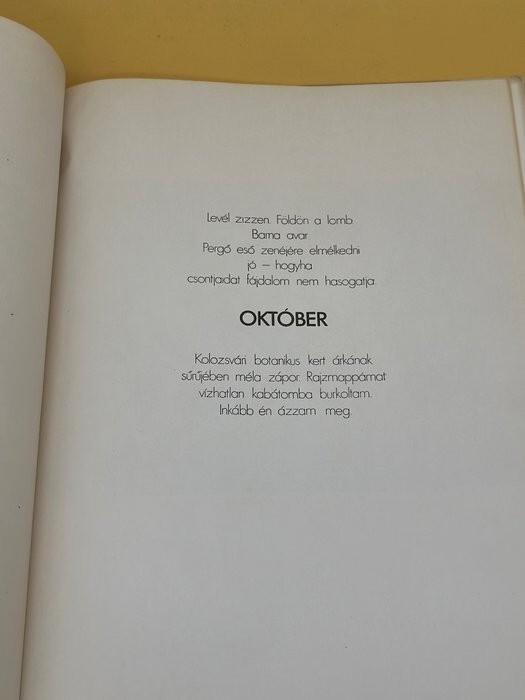 Levél zizzen. Földön a lomb.
Barna avar.
Pergő eső zenéjére elmélkedni
jó – hogyha
csontjaidat fájdalom nem hasogatja.
OKTÓBER
Kolozsvári botanikus kert árkának
sűrűjében méla zápor. Rajzmappámat
vízhatlan kabátomba burkoltam.
Inkább én ázzam meg.